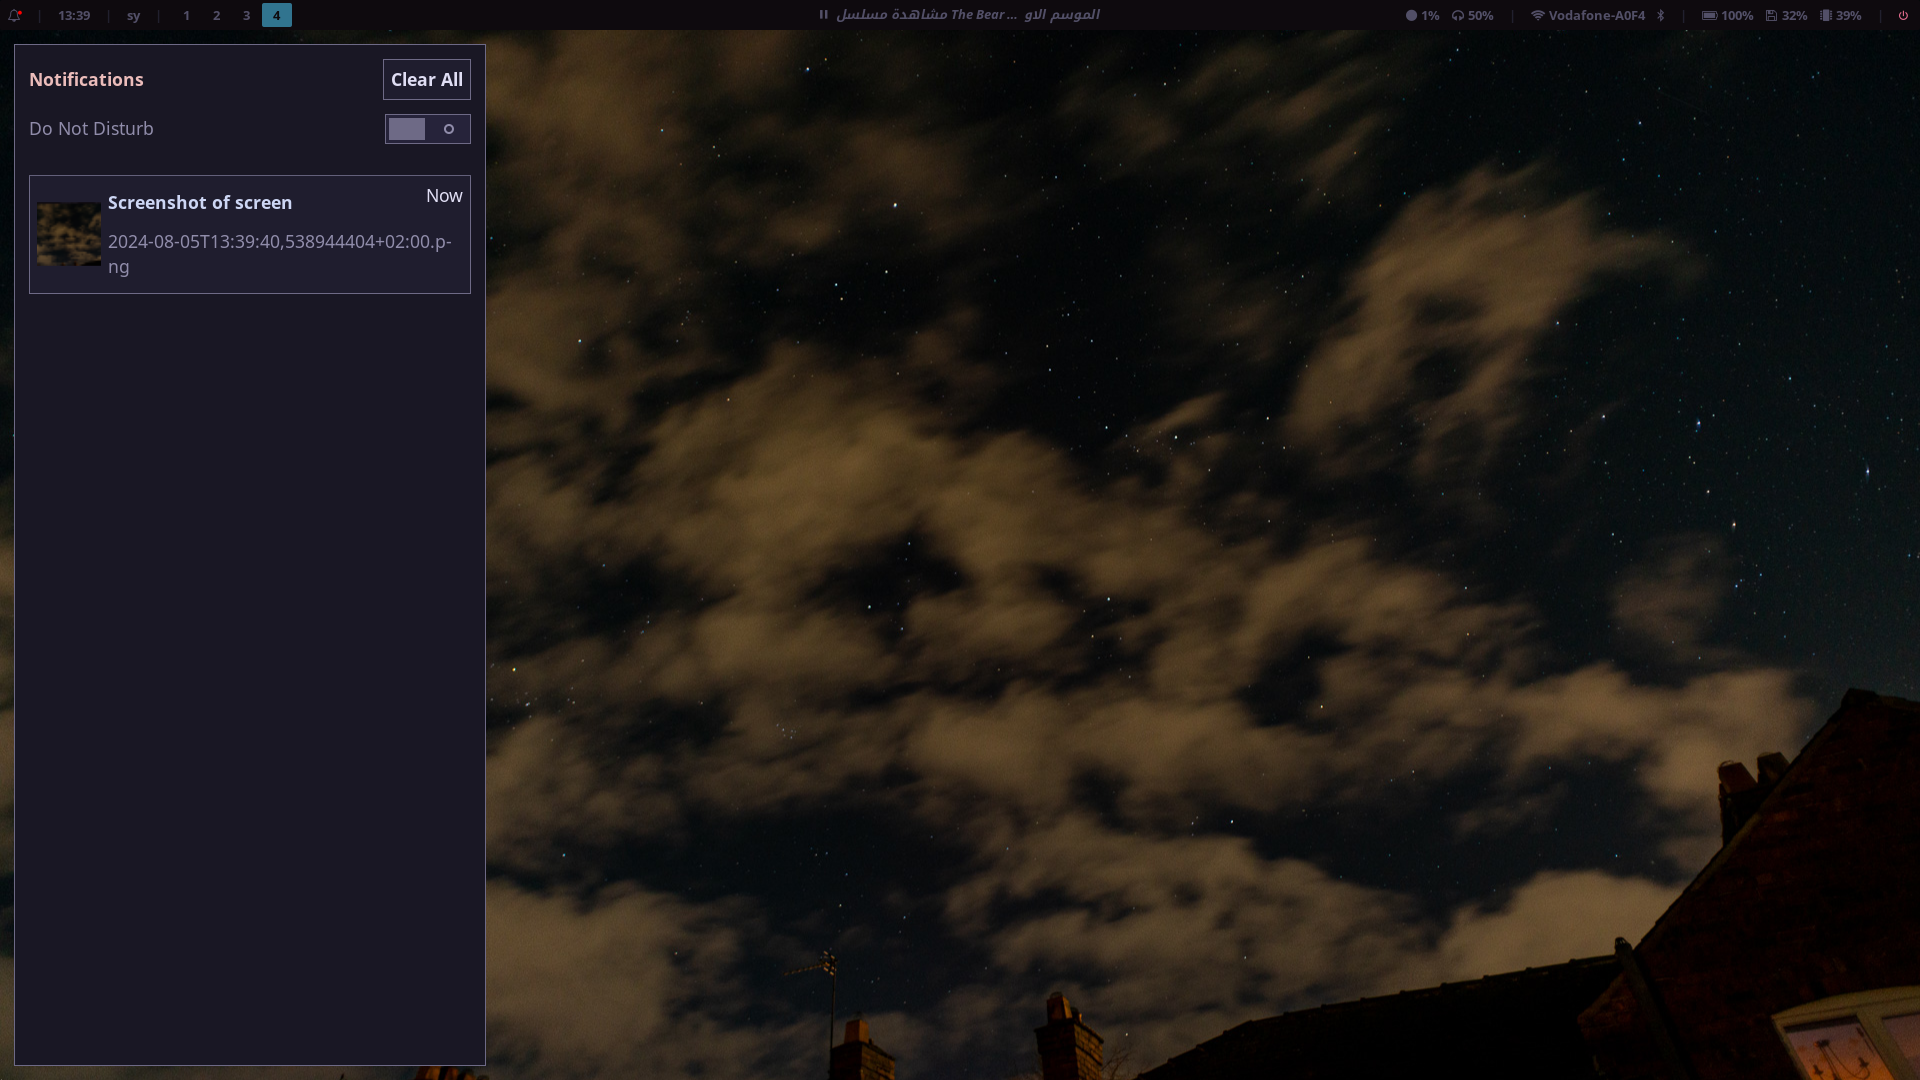 13:39 | sy | 1 2 3 4
مشاهدة مسلسل The Bear ... الموسم الاو
1% 50% | Vodafone-A0F4 | 100% 32% 39% |
Notifications
Clear All
Do Not Disturb
Screenshot of screen
Now
2024-08-05T13:39:40,538944404+02:00.p-
ng